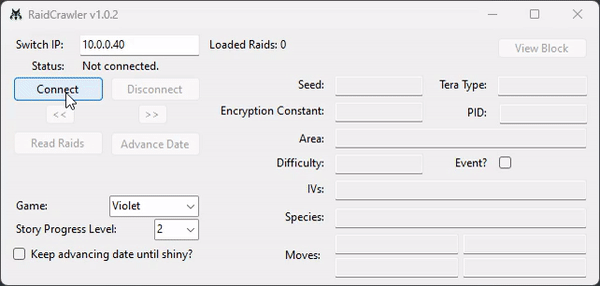 RaidCrawler v1.0.2
Switch IP: 10.0.0.40 Loaded Raids: 0 View Block
Status: Not connected.
Connect Disconnect
<< >>
Read Raids Advance Date
Game: Violet
Story Progress Level: 2
Keep advancing date until shiny?
Seed: Tera Type:
Encryption Constant: PID:
Area:
Difficulty: Event?
IVs:
Species:
Moves: